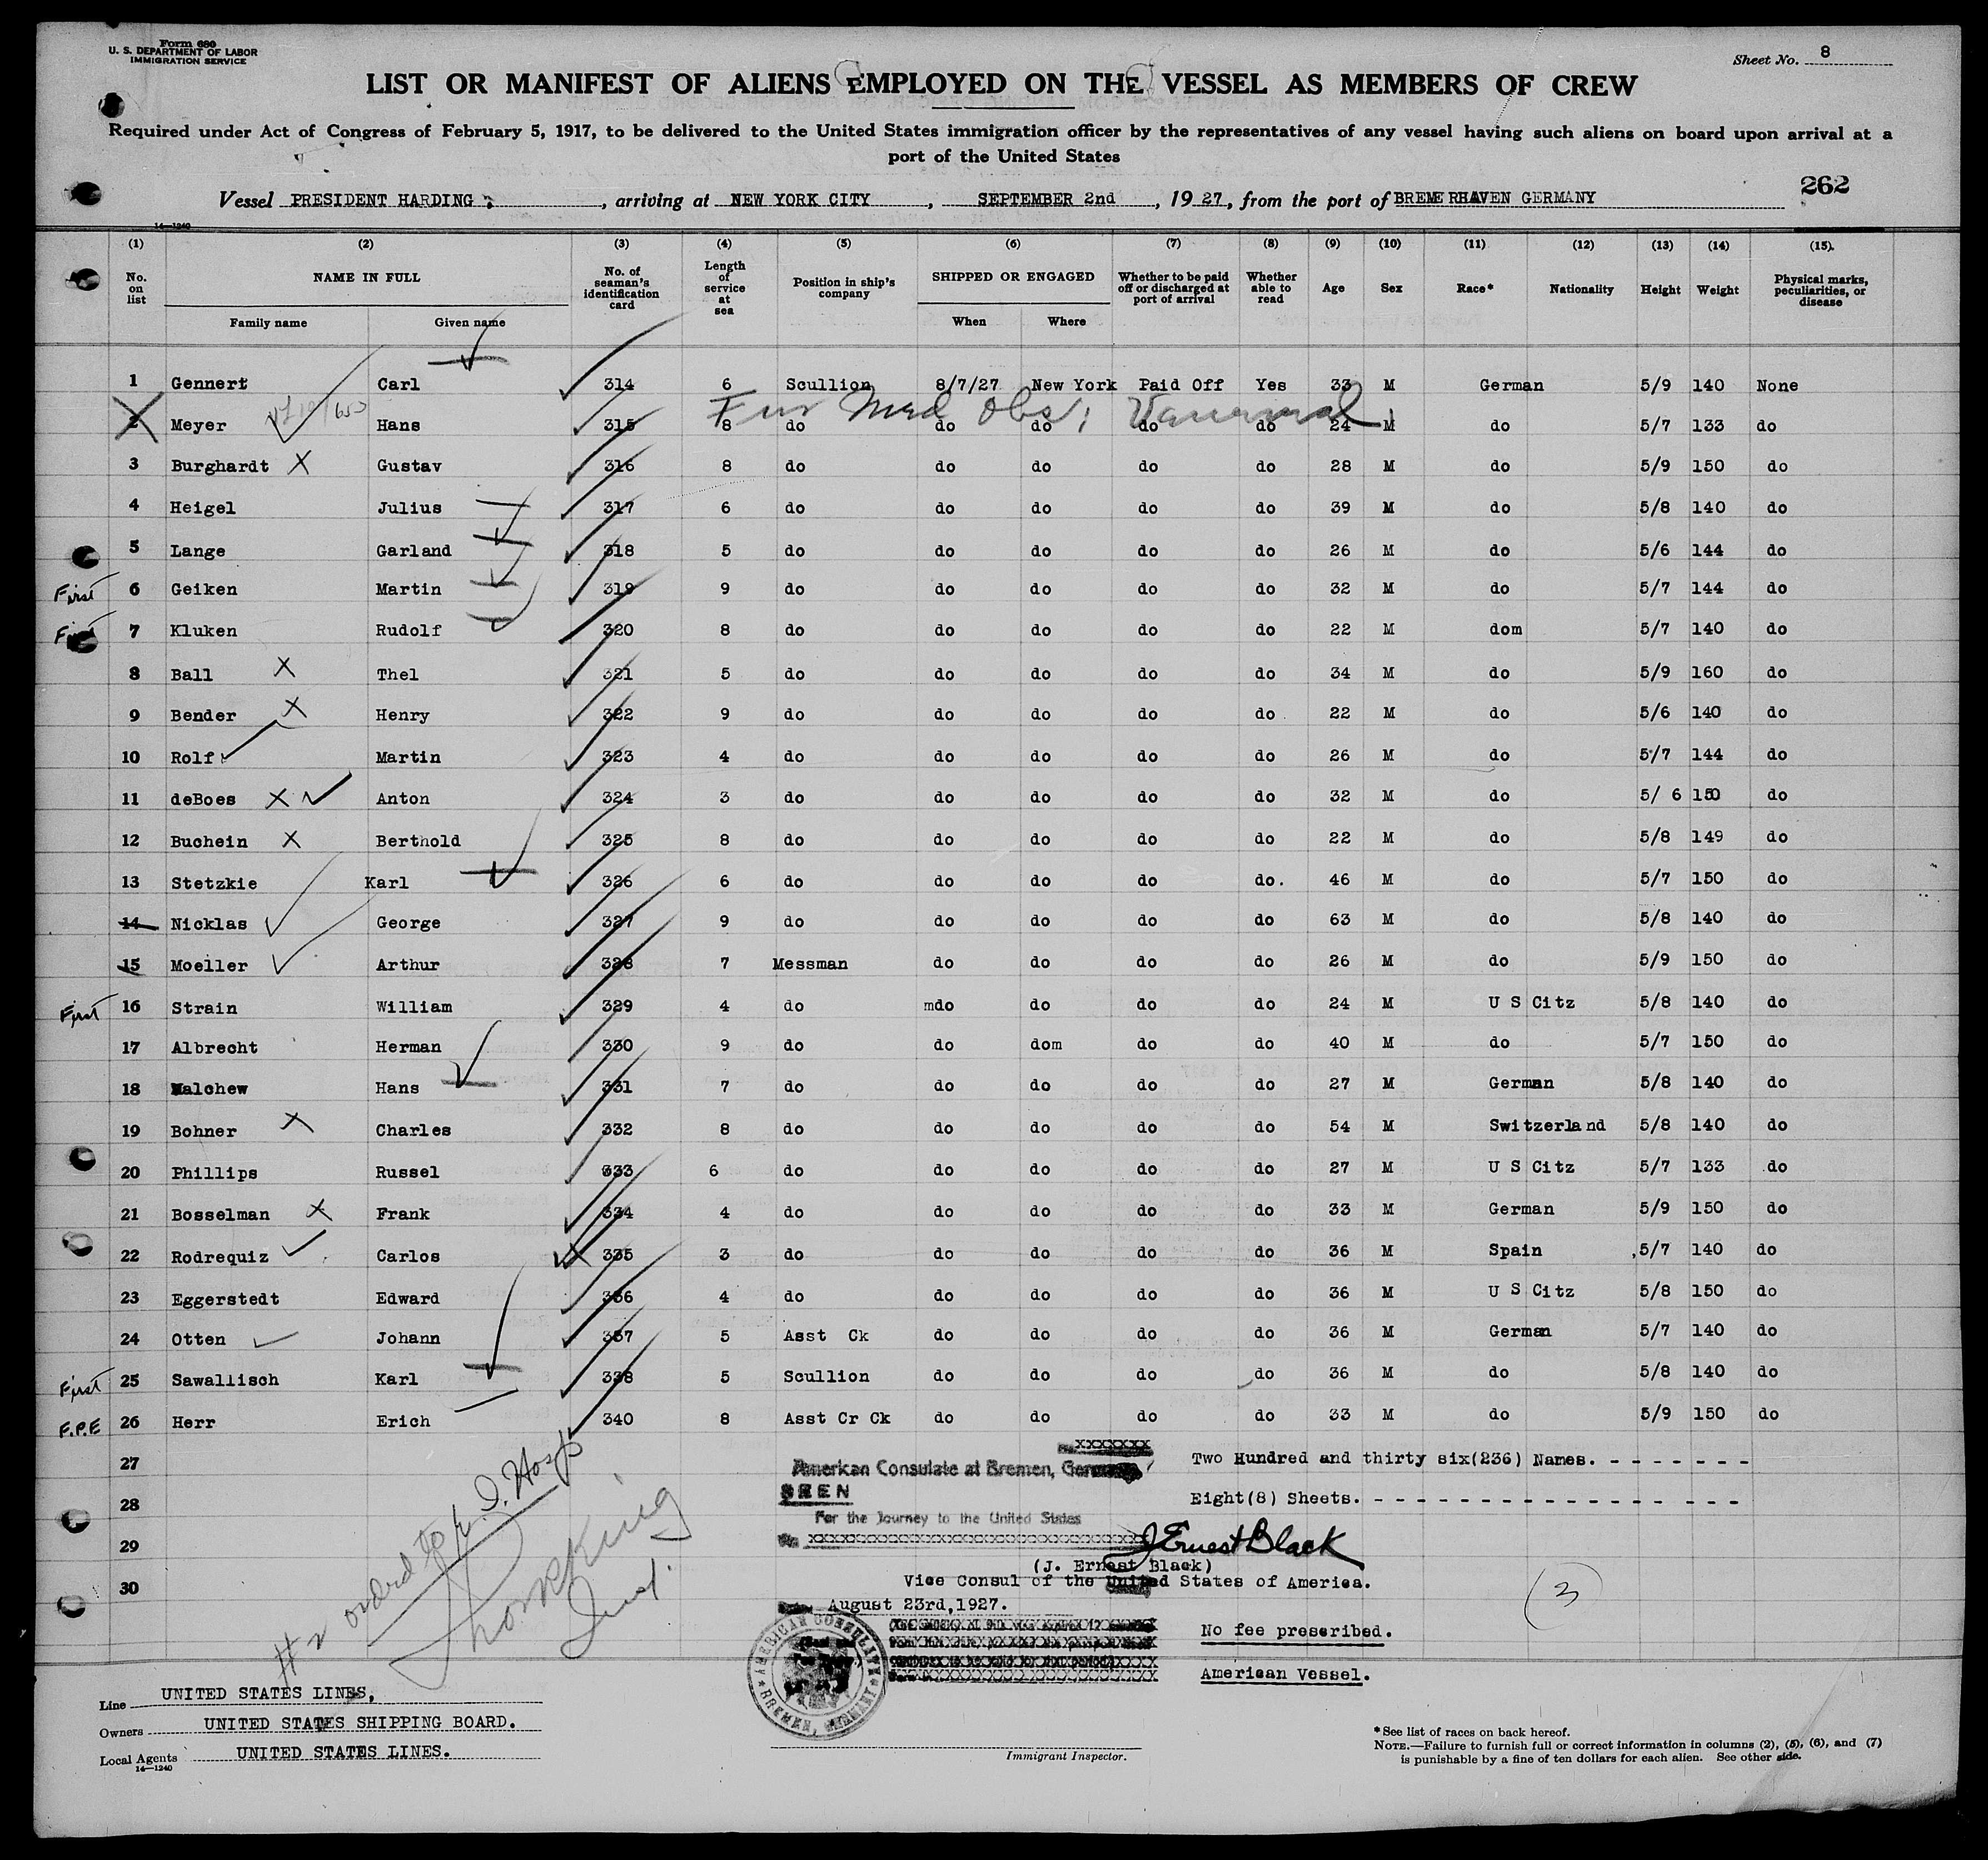 Form 680
U. S. DEPARTMENT OF LABOR
IMMIGRATION SERVICE
Sheet No. 8
LIST OR MANIFEST OF ALIENS EMPLOYED ON THE VESSEL AS MEMBERS OF CREW
Required under Act of Congress of February 5, 1917, to be delivered to the United States immigration officer by the representatives of any vessel having such aliens on board upon arrival at a
port of the United States
262
Vessel PRESIDENT HARDING, arriving at NEW YORK CITY, SEPTEMBER 2nd, 1927, from the port of BREMERHAVEN GERMANY
14—1240
(1) (2) (3) (4) (5) (6) (7) (8) (9) (10) (11) (12) (13) (14) (15)
No. on list NAME IN FULL No. of seaman's identification card Length of service at sea Position in ship's company SHIPPED OR ENGAGED Whether to be paid off or discharged at port of arrival Whether able to read Age Sex Race* Nationality Height Weight Physical marks, peculiarities, or disease
Family name Given name When Where
1 Gennert Carl 314 6 Scullion 8/7/27 New York Paid Off Yes 33 M German 5/9 140 None
Med Obs;
2 Meyer Hans 315 8 do do do do do 24 M do 5/7 133 do
3 Burghardt X Gustav 316 8 do do do do do 28 M do 5/9 150 do
4 Heigel Julius 317 6 do do do do do 39 M do 5/8 140 do
5 Lange Garland 318 5 do do do do do 26 M do 5/6 144 do
First 6 Geiken Martin 319 9 do do do do do 32 M do 5/7 144 do
First 7 Kluken Rudolf 320 8 do do do do do 22 M dom 5/7 140 do
8 Ball X Thel 321 5 do do do do do 34 M do 5/9 160 do
9 Bender X Henry 322 9 do do do do do. 22 M do 5/6 140 do
10 Rolf Martin 323 4 do do do do do 26 M do 5/7 144 do
11 deBoes X Anton 324 3 do do do do do 32 M do 5/ 6 150 do
12 Buchein X Berthold 325 8 do do do do do 22 M do 5/8 149 do
13 Stetzkie Karl 326 6 do do do do do. 46 M do 5/7 150 do
14 Nicklas George 327 9 do do do do do 63 M do 5/8 140 do
15 Moeller Arthur 328 7 Messman do do do do 26 M do 5/9 150 do
First 16 Strain William 329 4 do mdo do do do 24 M U S Citz 5/8 140 do
17 Albrecht Herman 330 9 do do dom do do 40 M do 5/7 150 do
18 Malchew Hans 331 7 do do do do do 27 M German 5/8 140 do
19 Bohner X Charles 332 8 do do do do do 54 M Switzerland 5/8 140 do
20 Phillips Russel 333 6 do do do do do 27 M U S Citz 5/7 133 do
21 Bosselman X Frank 334 4 do do do do do 33 M German 5/9 150 do
22 Rodrequiz Carlos 335 3 do do do do do 36 M Spain 5/7 140 do
23 Eggerstedt Edward 336 4 do do do do do 36 M U S Citz 5/8 150 do
24 Otten Johann 337 5 Asst Ck do do do do 36 M German 5/7 140 do
First 25 Sawallisch Karl 338 5 Scullion do do do do 36 M do 5/8 140 do
F.P.E 26 Herr Erich 340 8 Asst Cr Ck do do do do 33 M do 5/9 150 do
27
28
29
30
XXXXXXX
American Consulate at Bremen, Germany
SEEN
For the Journey to the United States
J Ernest Black
(J. Ernest Black)
Vice Consul of the United States of America.
August 23rd, 1927.
Two Hundred and thirty six(236) Names. - - - - - - -
Eight(8) Sheets. - - - - - - - - - - - - - - - - - -
(3)
No fee prescribed.
American Vessel.
AMERICAN CONSULATE BREMEN, GERMANY
Line UNITED STATES LINES,
Owners UNITED STATES SHIPPING BOARD.
Local Agents UNITED STATES LINES.
14—1240
Immigrant Inspector.
*See list of races on back hereof.
NOTE.—Failure to furnish full or correct information in columns (2), (5), (6), and (7)
is punishable by a fine of ten dollars for each alien. See other side.